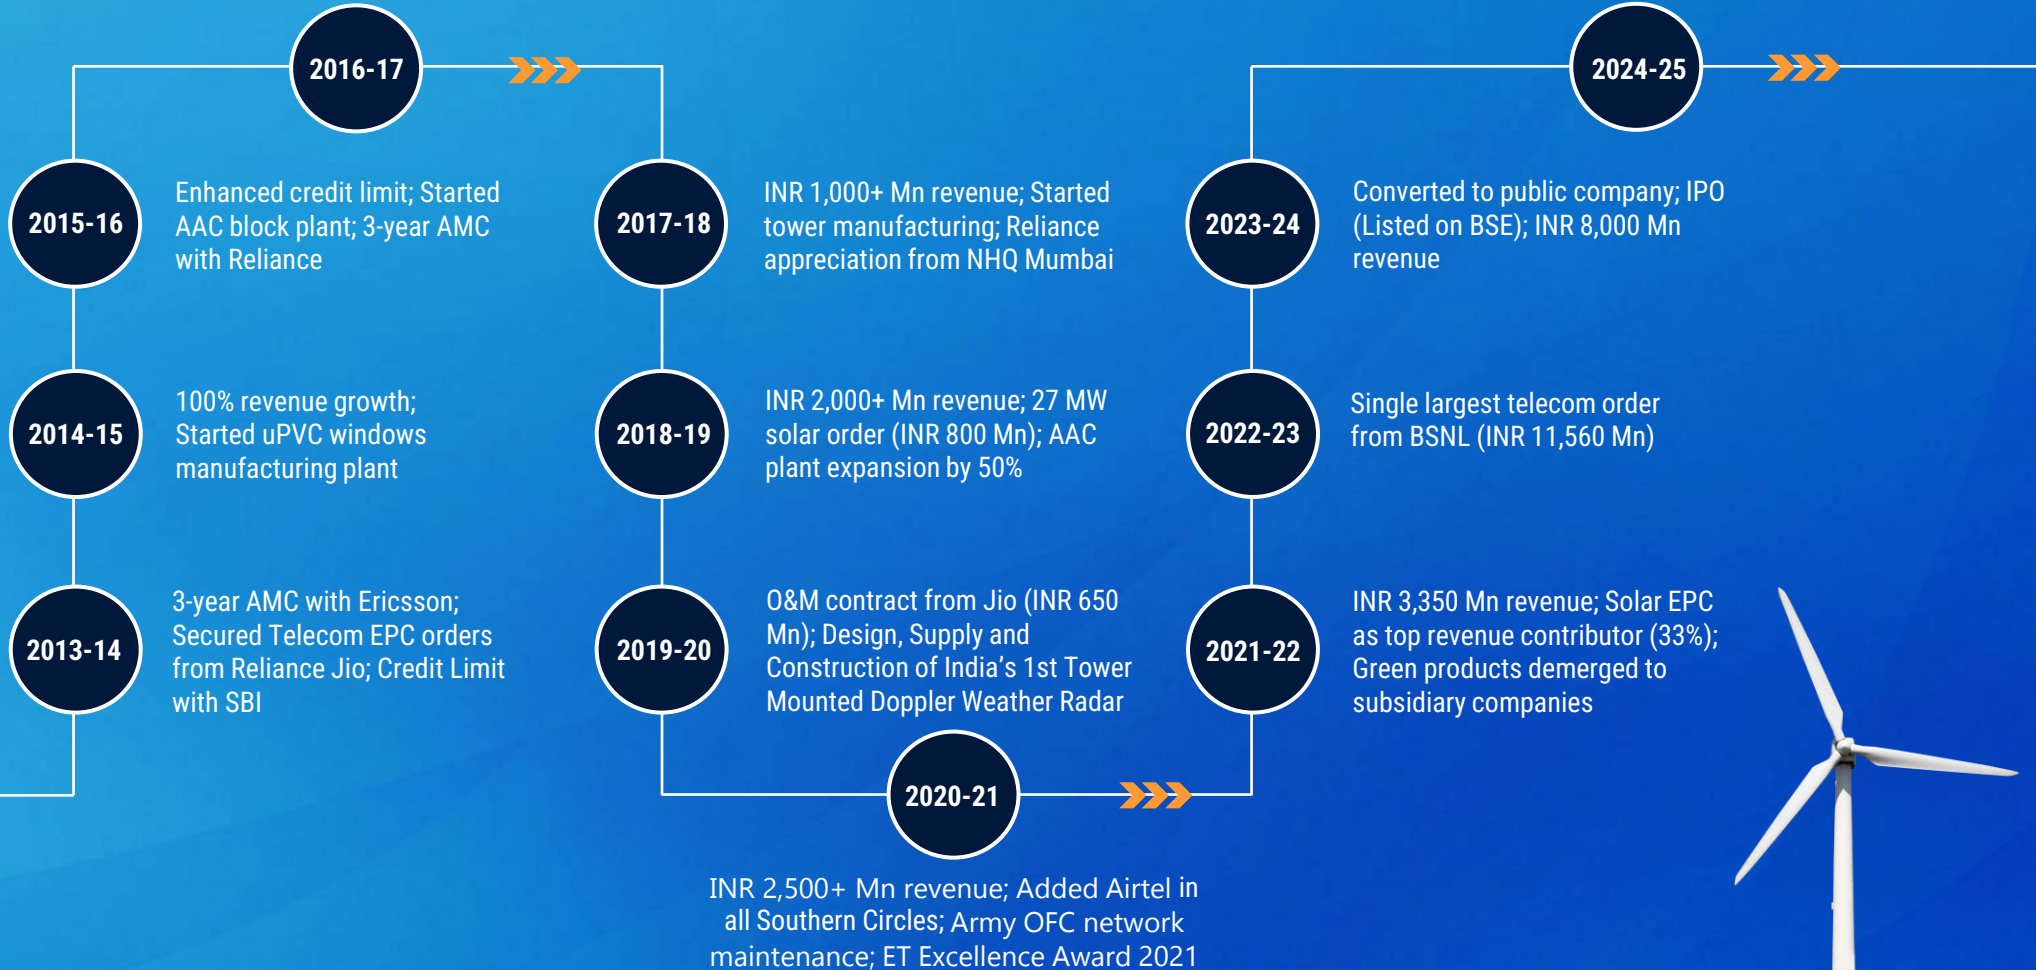 2016-17
2024-25
2015-16
Enhanced credit limit; Started
AAC block plant; 3-year AMC
with Reliance
2014-15
100% revenue growth;
Started uPVC windows
manufacturing plant
2013-14
3-year AMC with Ericsson;
Secured Telecom EPC orders
from Reliance Jio; Credit Limit
with SBI
2017-18
INR 1,000+ Mn revenue; Started
tower manufacturing; Reliance
appreciation from NHQ Mumbai
2018-19
INR 2,000+ Mn revenue; 27 MW
solar order (INR 800 Mn); AAC
plant expansion by 50%
2019-20
O&M contract from Jio (INR 650
Mn); Design, Supply and
Construction of India’s 1st Tower
Mounted Doppler Weather Radar
2020-21
INR 2,500+ Mn revenue; Added Airtel in
all Southern Circles; Army OFC network
maintenance; ET Excellence Award 2021
2023-24
Converted to public company; IPO
(Listed on BSE); INR 8,000 Mn
revenue
2022-23
Single largest telecom order
from BSNL (INR 11,560 Mn)
2021-22
INR 3,350 Mn revenue; Solar EPC
as top revenue contributor (33%);
Green products demerged to
subsidiary companies